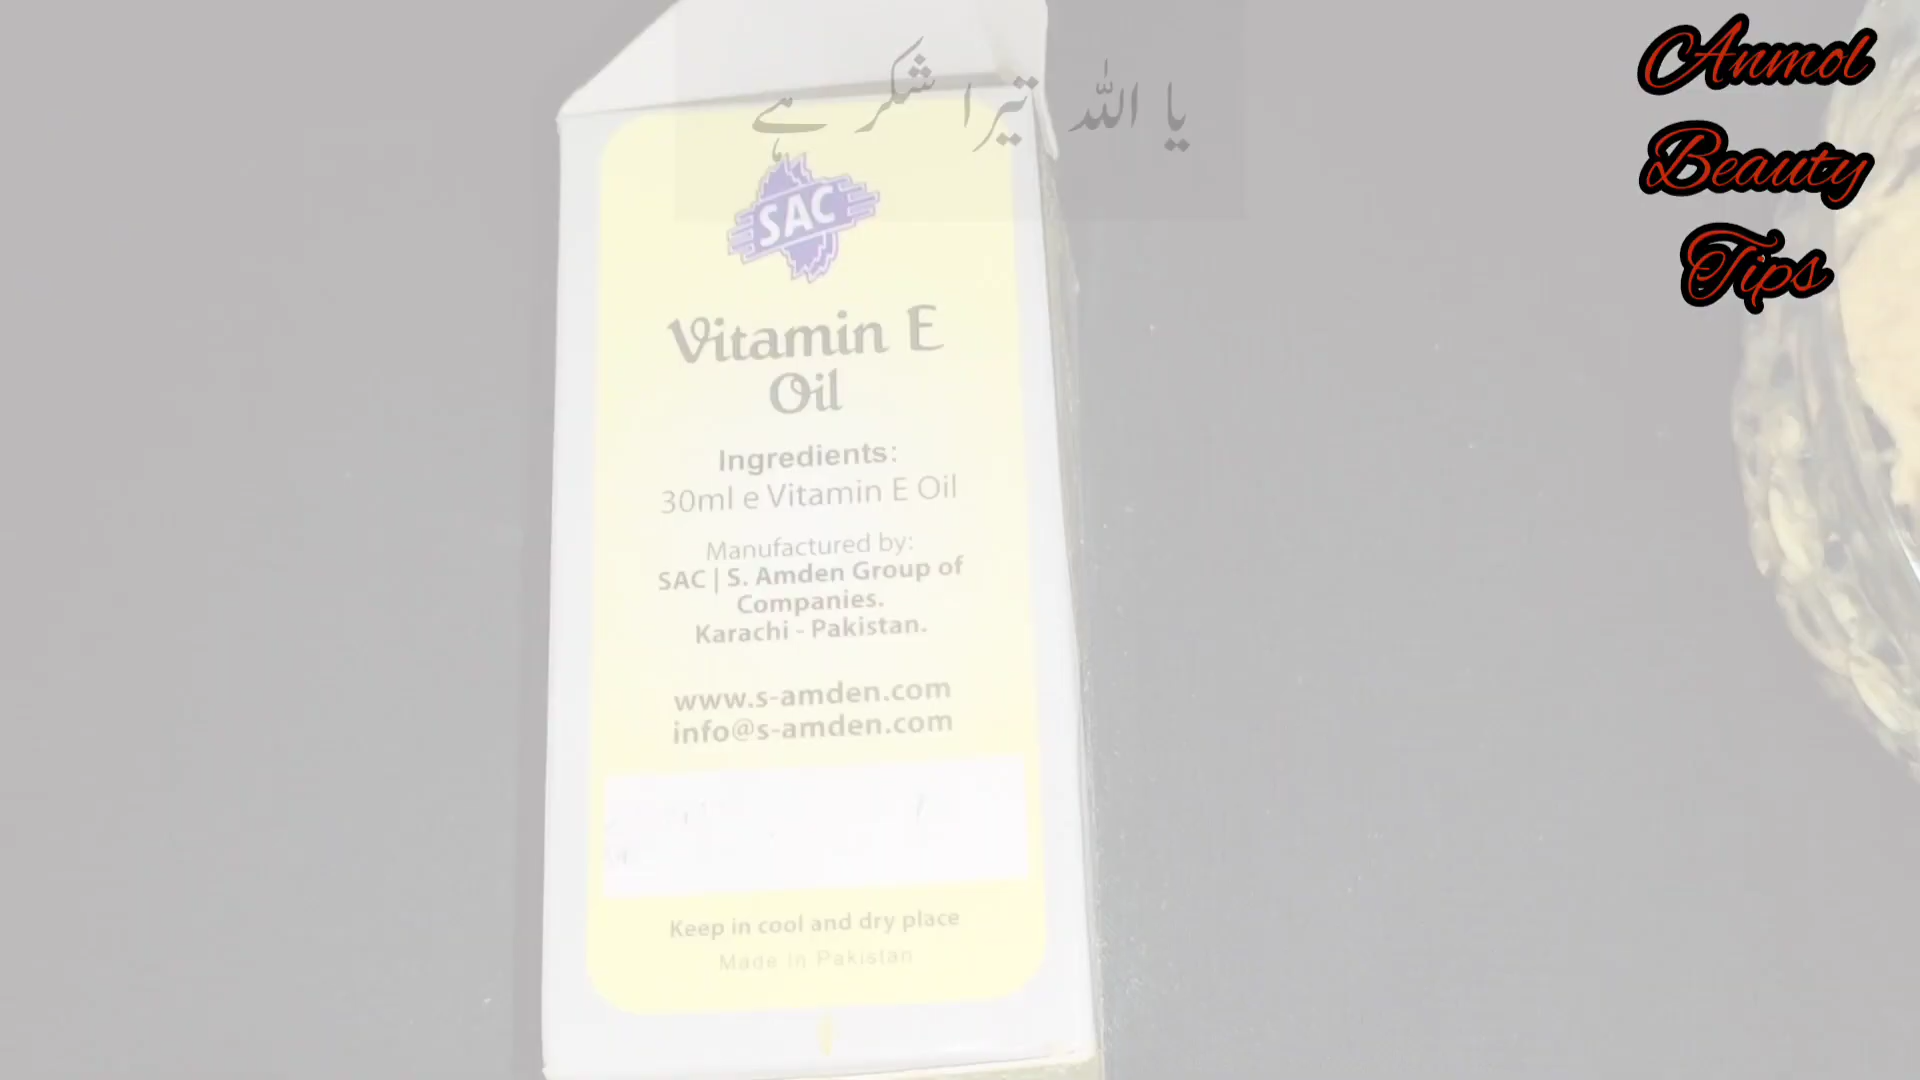 یا اللہ تیرا شکر ہے
Anmol
Beauty
Tips
SAC
Vitamin E
Oil
Ingredients:
30ml e Vitamin E Oil
Manufactured by:
SAC | S. Amden Group of
Companies.
Karachi - Pakistan.
www.s-amden.com
info@s-amden.com
Keep in cool and dry place
Made in Pakistan